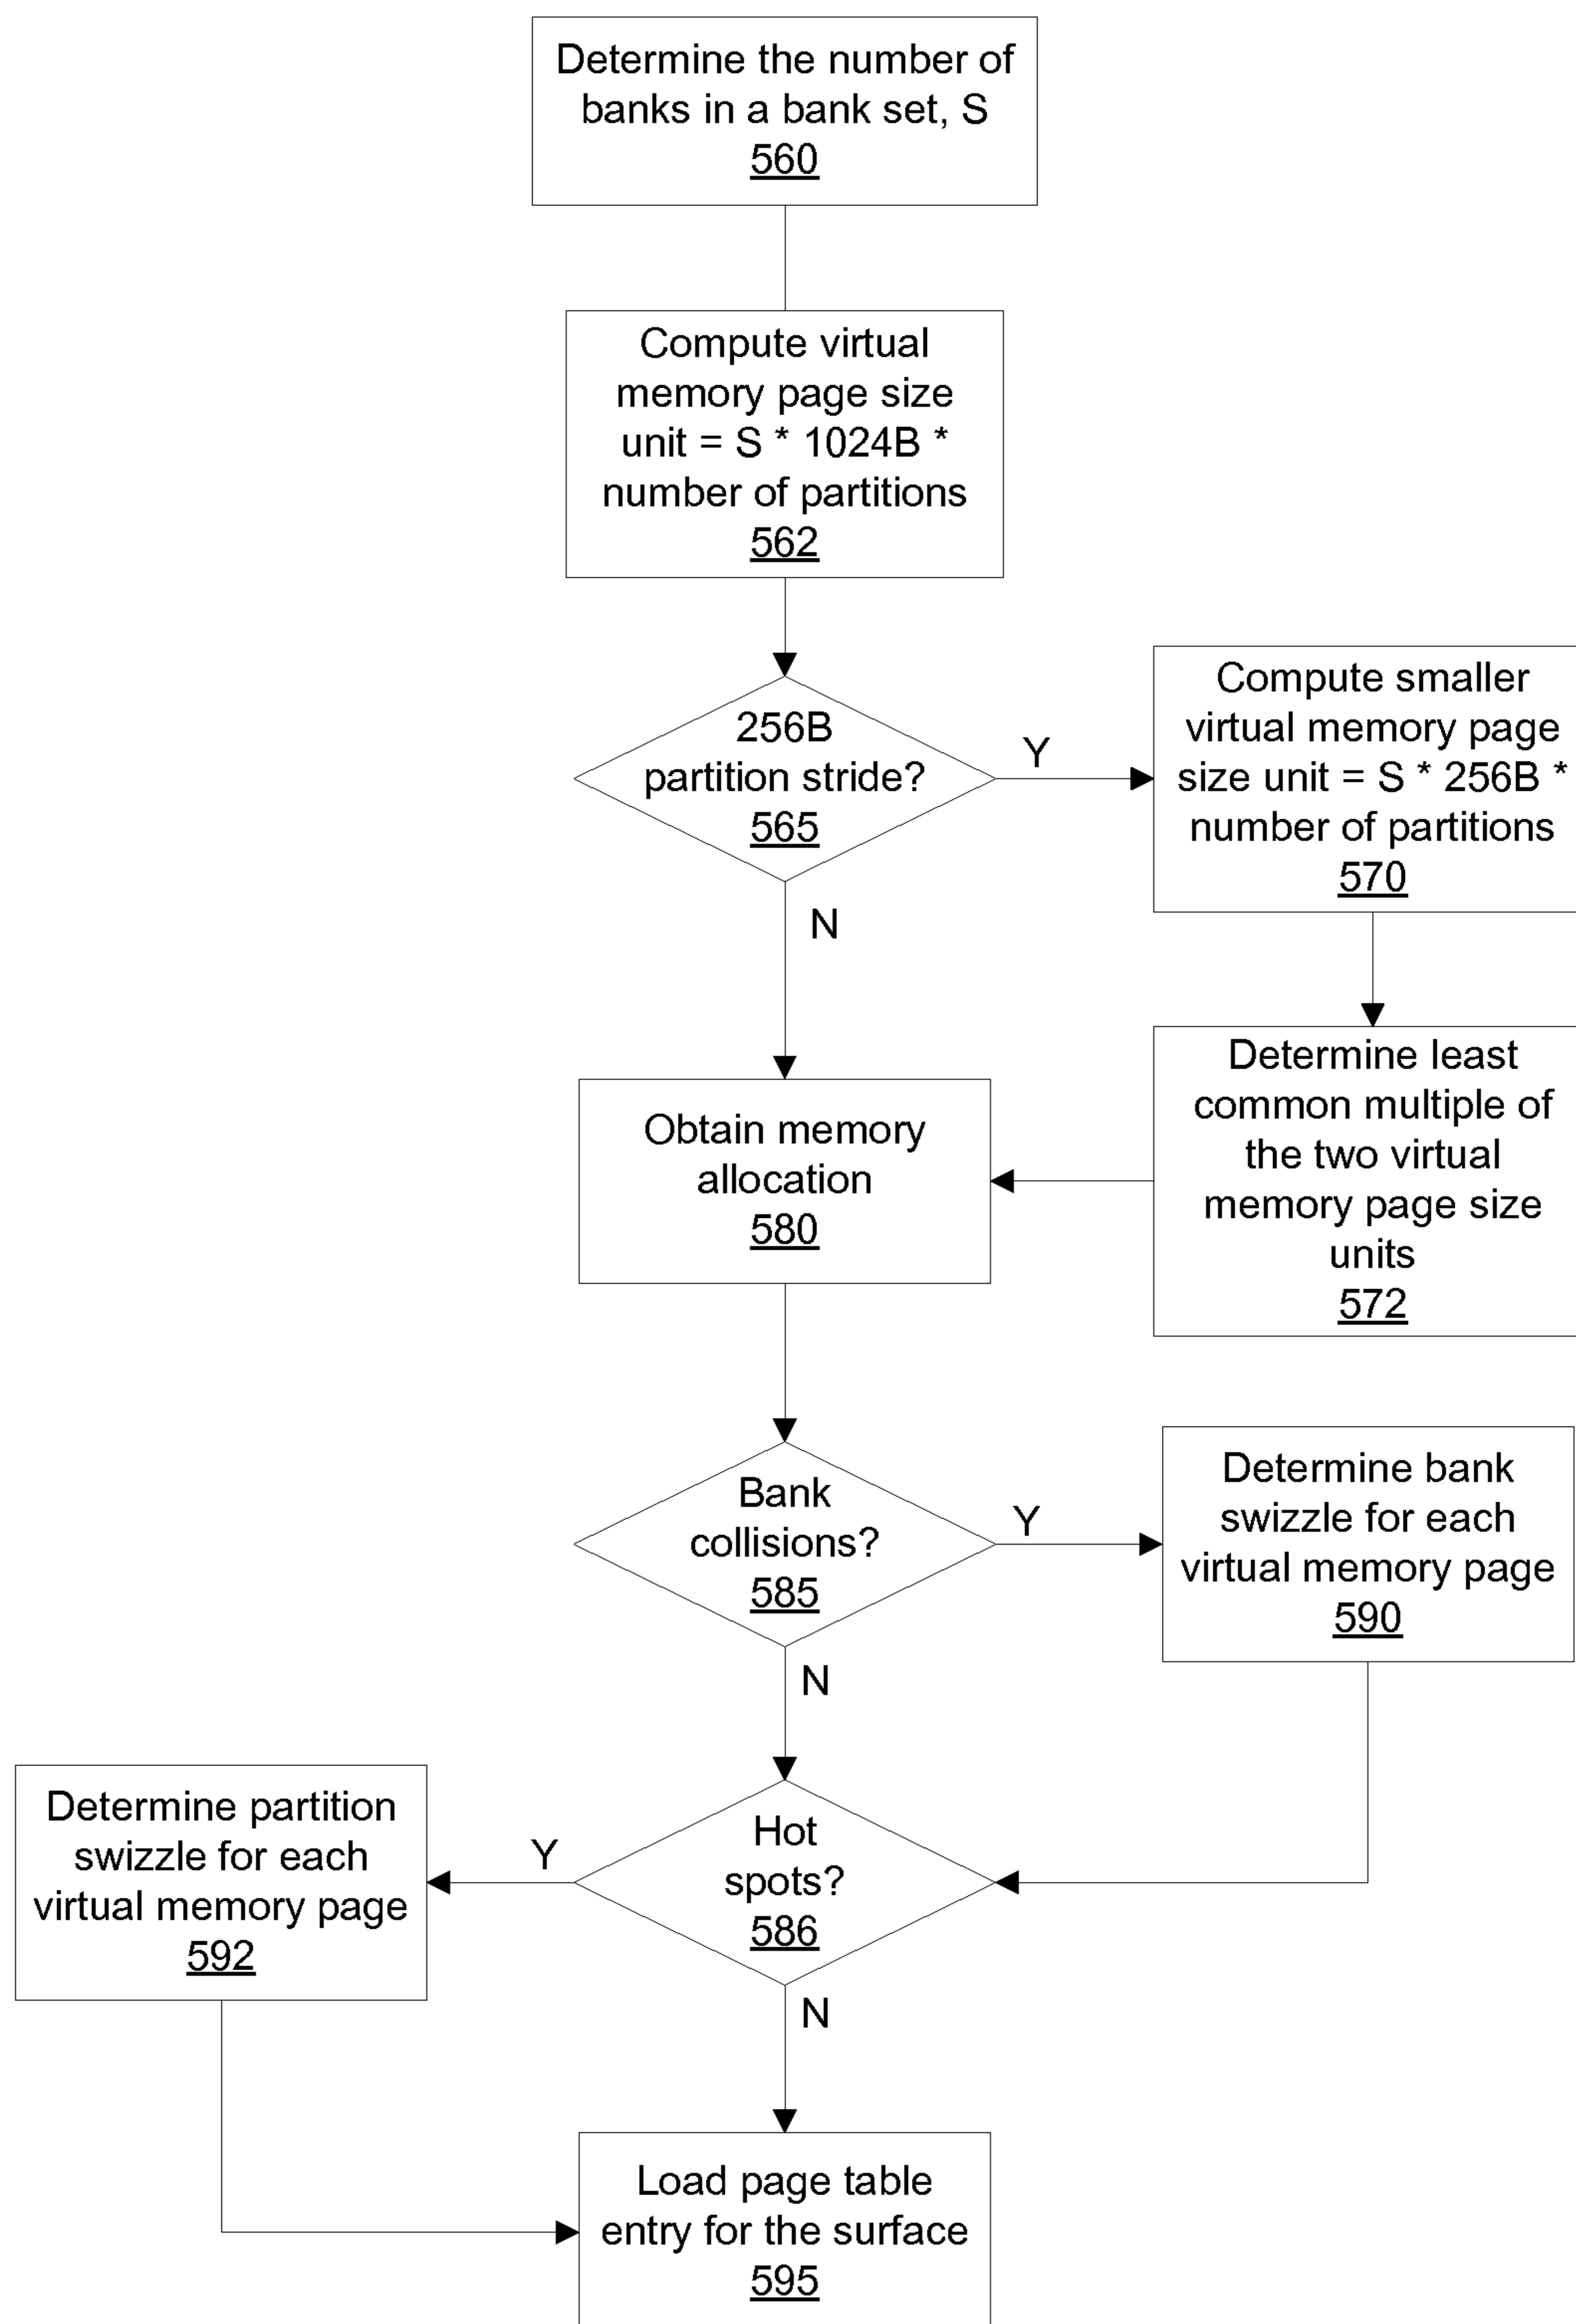 Determine the number of
banks in a bank set, S
560
Compute virtual
memory page size
unit = S * 1024B *
number of partitions
562
256B
partition stride?
565
Y
Compute smaller
virtual memory page
size unit = S * 256B *
number of partitions
570
N
Determine least
common multiple of
the two virtual
memory page size
units
572
Obtain memory
allocation
580
Bank
collisions?
585
Y
Determine bank
swizzle for each
virtual memory page
590
N
Hot
spots?
586
Y
Determine partition
swizzle for each
virtual memory page
592
N
Load page table
entry for the surface
595